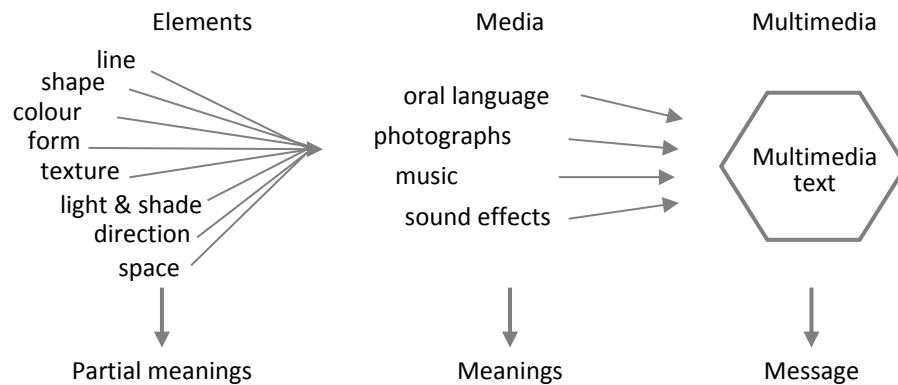 Elements
Media
Multimedia
line
shape
colour
form
texture
light & shade
direction
space
oral language
photographs
music
sound effects
Multimedia
text
Partial meanings
Meanings
Message